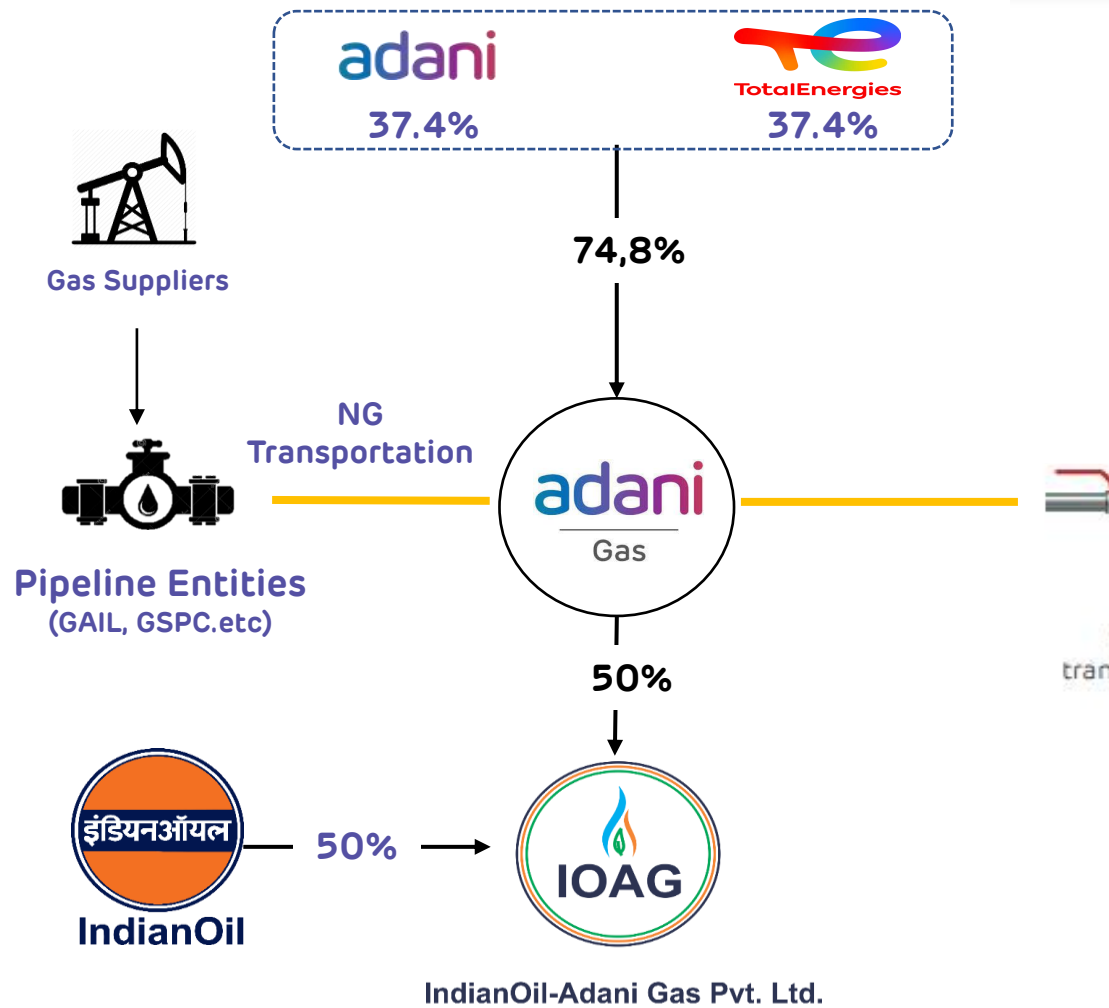 adani
TotalEnergies
37.4%
37.4%
74,8%
Gas Suppliers
NG
Transportation
adani
Gas
Pipeline Entities
(GAIL, GSPC.etc)
50%
tran
इंडियनऑयल
50%
IndianOil
IOAG
IndianOil-Adani Gas Pvt. Ltd.